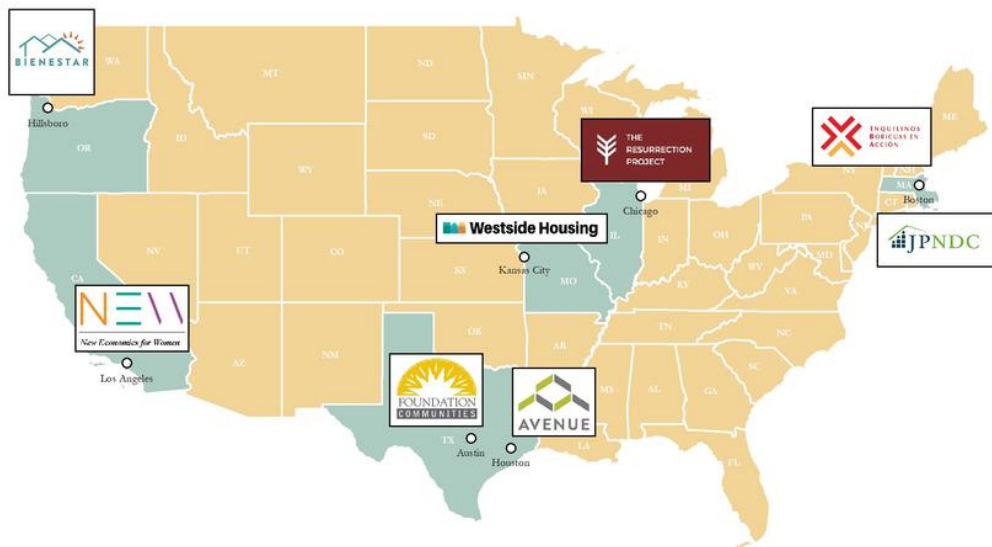 BIENESTAR
WA
Hillsboro
OR
ID
MT
WY
ND
SD
NE
MN
WI
IA
THE
RESURRECTION
PROJECT
MI
Chicago
IL
INQUILINOS
BORICUAS EN
ACCIÓN
ME
NY
NH
MA
Boston
CT
JPNDC
PA
MD
OH
IN
WV
VA
KY
Westside Housing
Kansas City
KS
MO
NV
UT
CO
CA
NEW
New Economics for Women
Los Angeles
AZ
NM
OK
AR
TN
NC
SC
MS
AL
GA
LA
FL
FOUNDATION
COMMUNITIES
AVENUE
TX
Austin
Houston